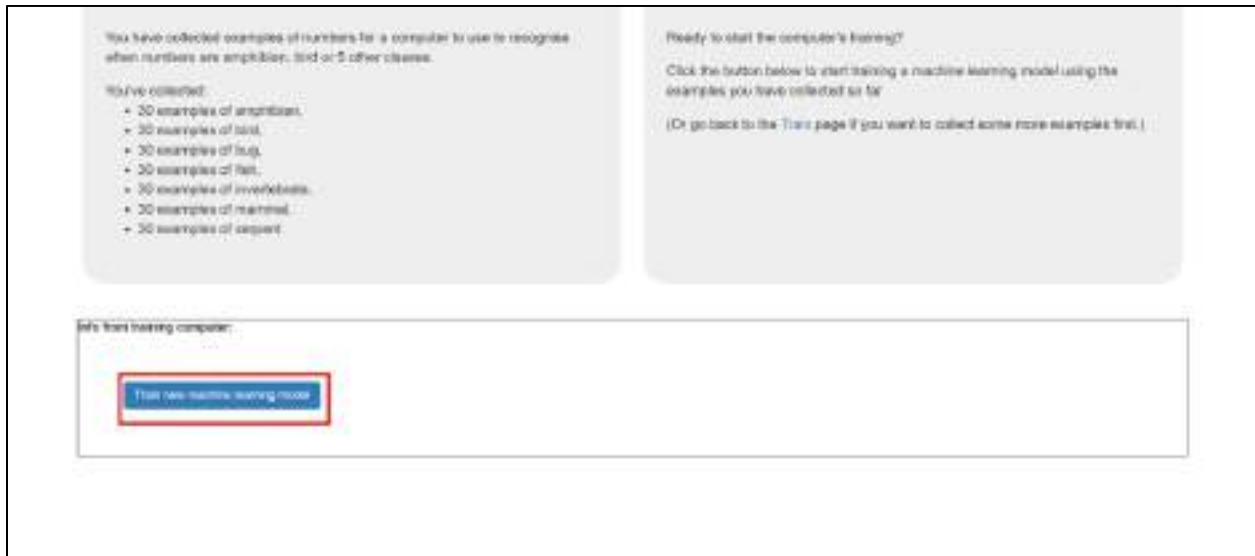 You have collected examples of numbers for a computer to use to recognise
when numbers are amphibian, bird or 5 other classes.
You've collected:
30 examples of amphibian,
30 examples of bird,
30 examples of bug,
30 examples of fish,
30 examples of invertebrate,
30 examples of mammal,
30 examples of serpent
Ready to start the computer's training?
Click the button below to start training a machine learning model using the
examples you have collected so far
(Or go back to the Train page if you want to collect some more examples first.)
Info from training computer:
Train new machine learning model